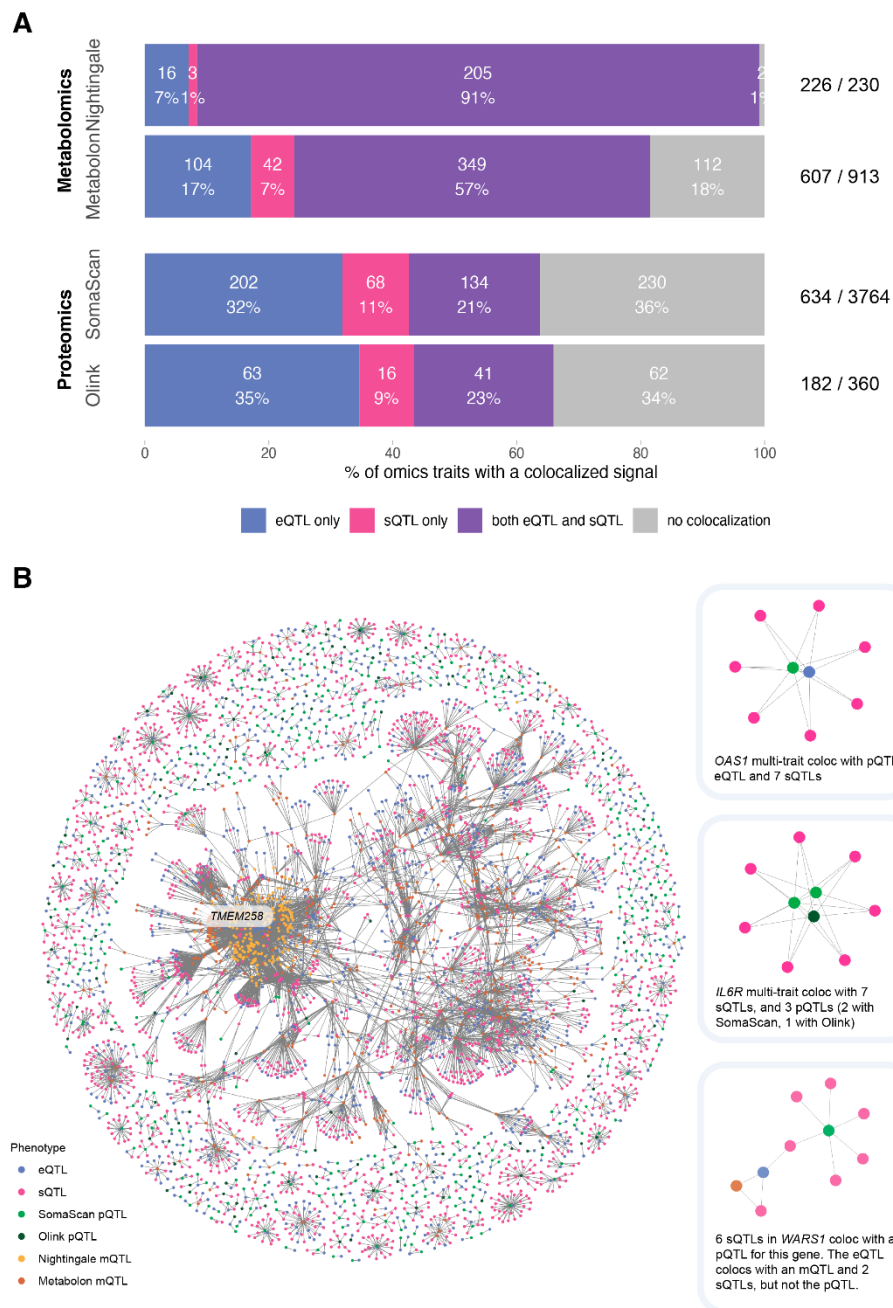 A
Metabolomics
Nightingale
16
7%
3
1%
205
91%
2
1%
226 / 230
Metabolon
104
17%
42
7%
349
57%
112
18%
607 / 913
Proteomics
SomaScan
202
32%
68
11%
134
21%
230
36%
634 / 3764
Olink
63
35%
16
9%
41
23%
62
34%
182 / 360
0 20 40 60 80 100
% of omics traits with a colocalized signal
eQTL only sQTL only both eQTL and sQTL no colocalization
B
TMEM258
Phenotype
eQTL
sQTL
SomaScan pQTL
Olink pQTL
Nightingale mQTL
Metabolon mQTL
OAS1 multi-trait coloc with pQTL
eQTL and 7 sQTLs
IL6R multi-trait coloc with 7
sQTLs, and 3 pQTLs (2 with
SomaScan, 1 with Olink)
6 sQTLs in WARS1 coloc with a
pQTL for this gene. The eQTL
colocs with an mQTL and 2
sQTLs, but not the pQTL.